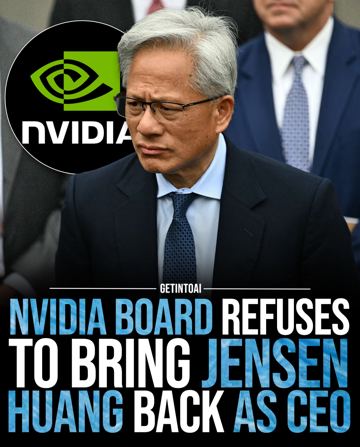 nVIDIA
GETINTOAI
NVIDIA BOARD REFUSES
TO BRING JENSEN
HUANG BACK AS CEO